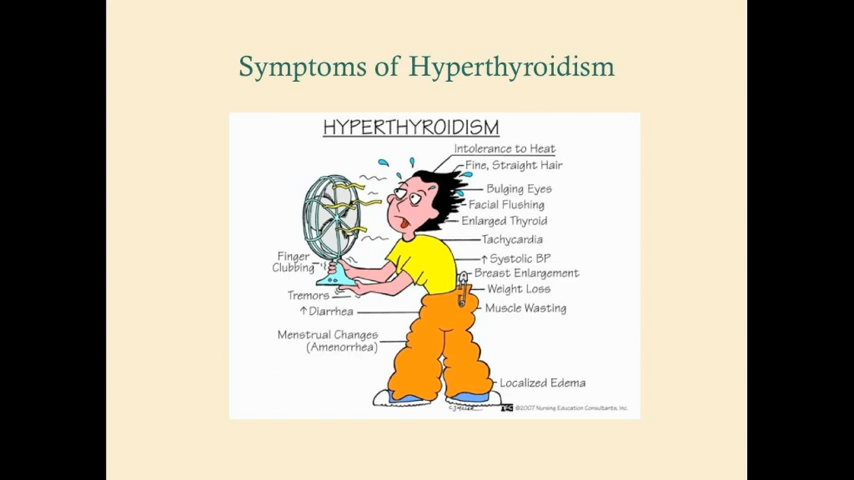 Symptoms of Hyperthyroidism
HYPERTHYROIDISM
Intolerance to Heat
Fine, Straight Hair
Bulging Eyes
Facial Flushing
Enlarged Thyroid
Tachycardia
↑ Systolic BP
Breast Enlargement
Weight Loss
Muscle Wasting
Localized Edema
Finger
Clubbing
Tremors
↑ Diarrhea
Menstrual Changes
(Amenorrhea)
©2007 Nursing Education Consultants, Inc.